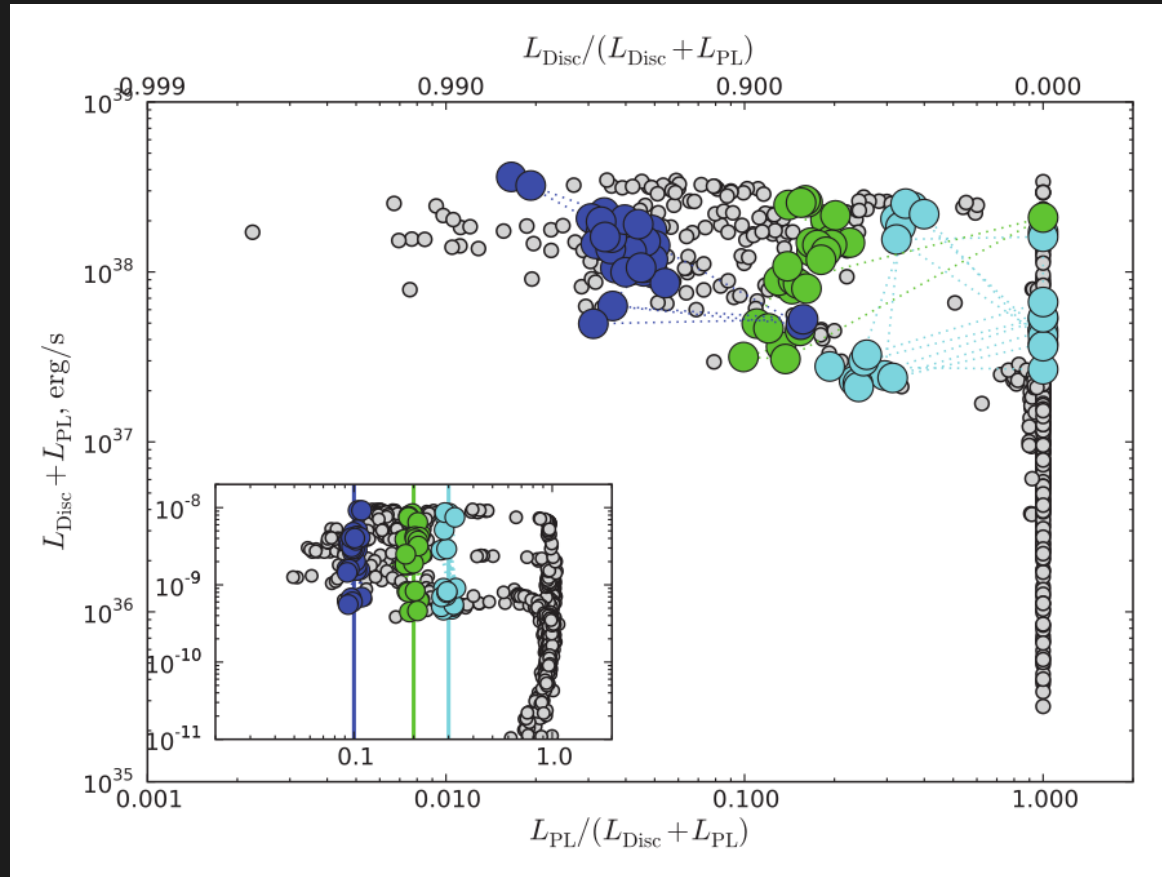 L_Disc/(L_Disc + L_PL)
0.999 0.990 0.900 0.000
10^39
10^38
10^37
10^36
10^35
L_Disc + L_PL, erg/s
10^-8
10^-9
10^-10
10^-11
0.1 1.0
0.001 0.010 0.100 1.000
L_PL/(L_Disc + L_PL)